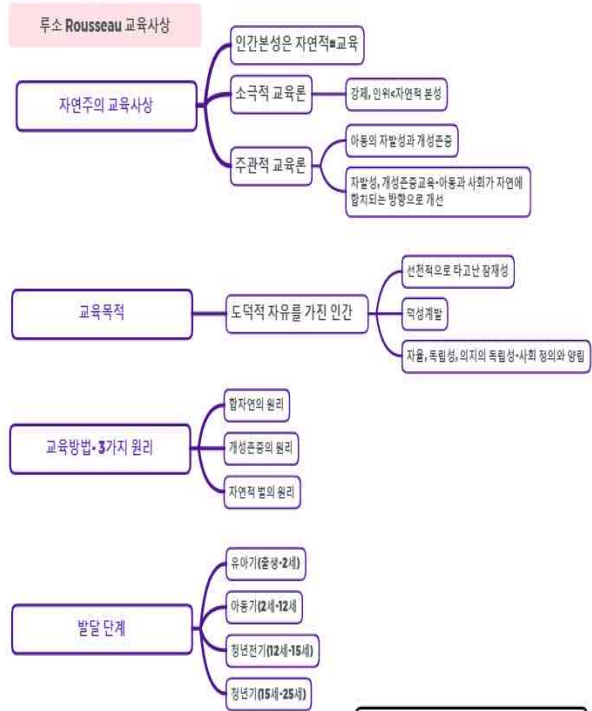 루소 Rousseau 교육사상
자연주의 교육사상
인간본성은 자연적=교육
소극적 교육론
강제, 인위<자연적 본성
주관적 교육론
아동의 자발성과 개성존중
자발성, 개성존중교육-아동과 사회가 자연에
합치되는 방향으로 개선
교육목적
도덕적 자유를 가진 인간
선천적으로 타고난 잠재성
덕성계발
자율, 독립성, 의지의 독립성-사회 정의와 양립
교육방법- 3가지 원리
합자연의 원리
개성존중의 원리
자연적 벌의 원리
발달 단계
유아기(출생-2세)
아동기(2세-12세
청년전기(12세-15세)
청년기(15세-25세)